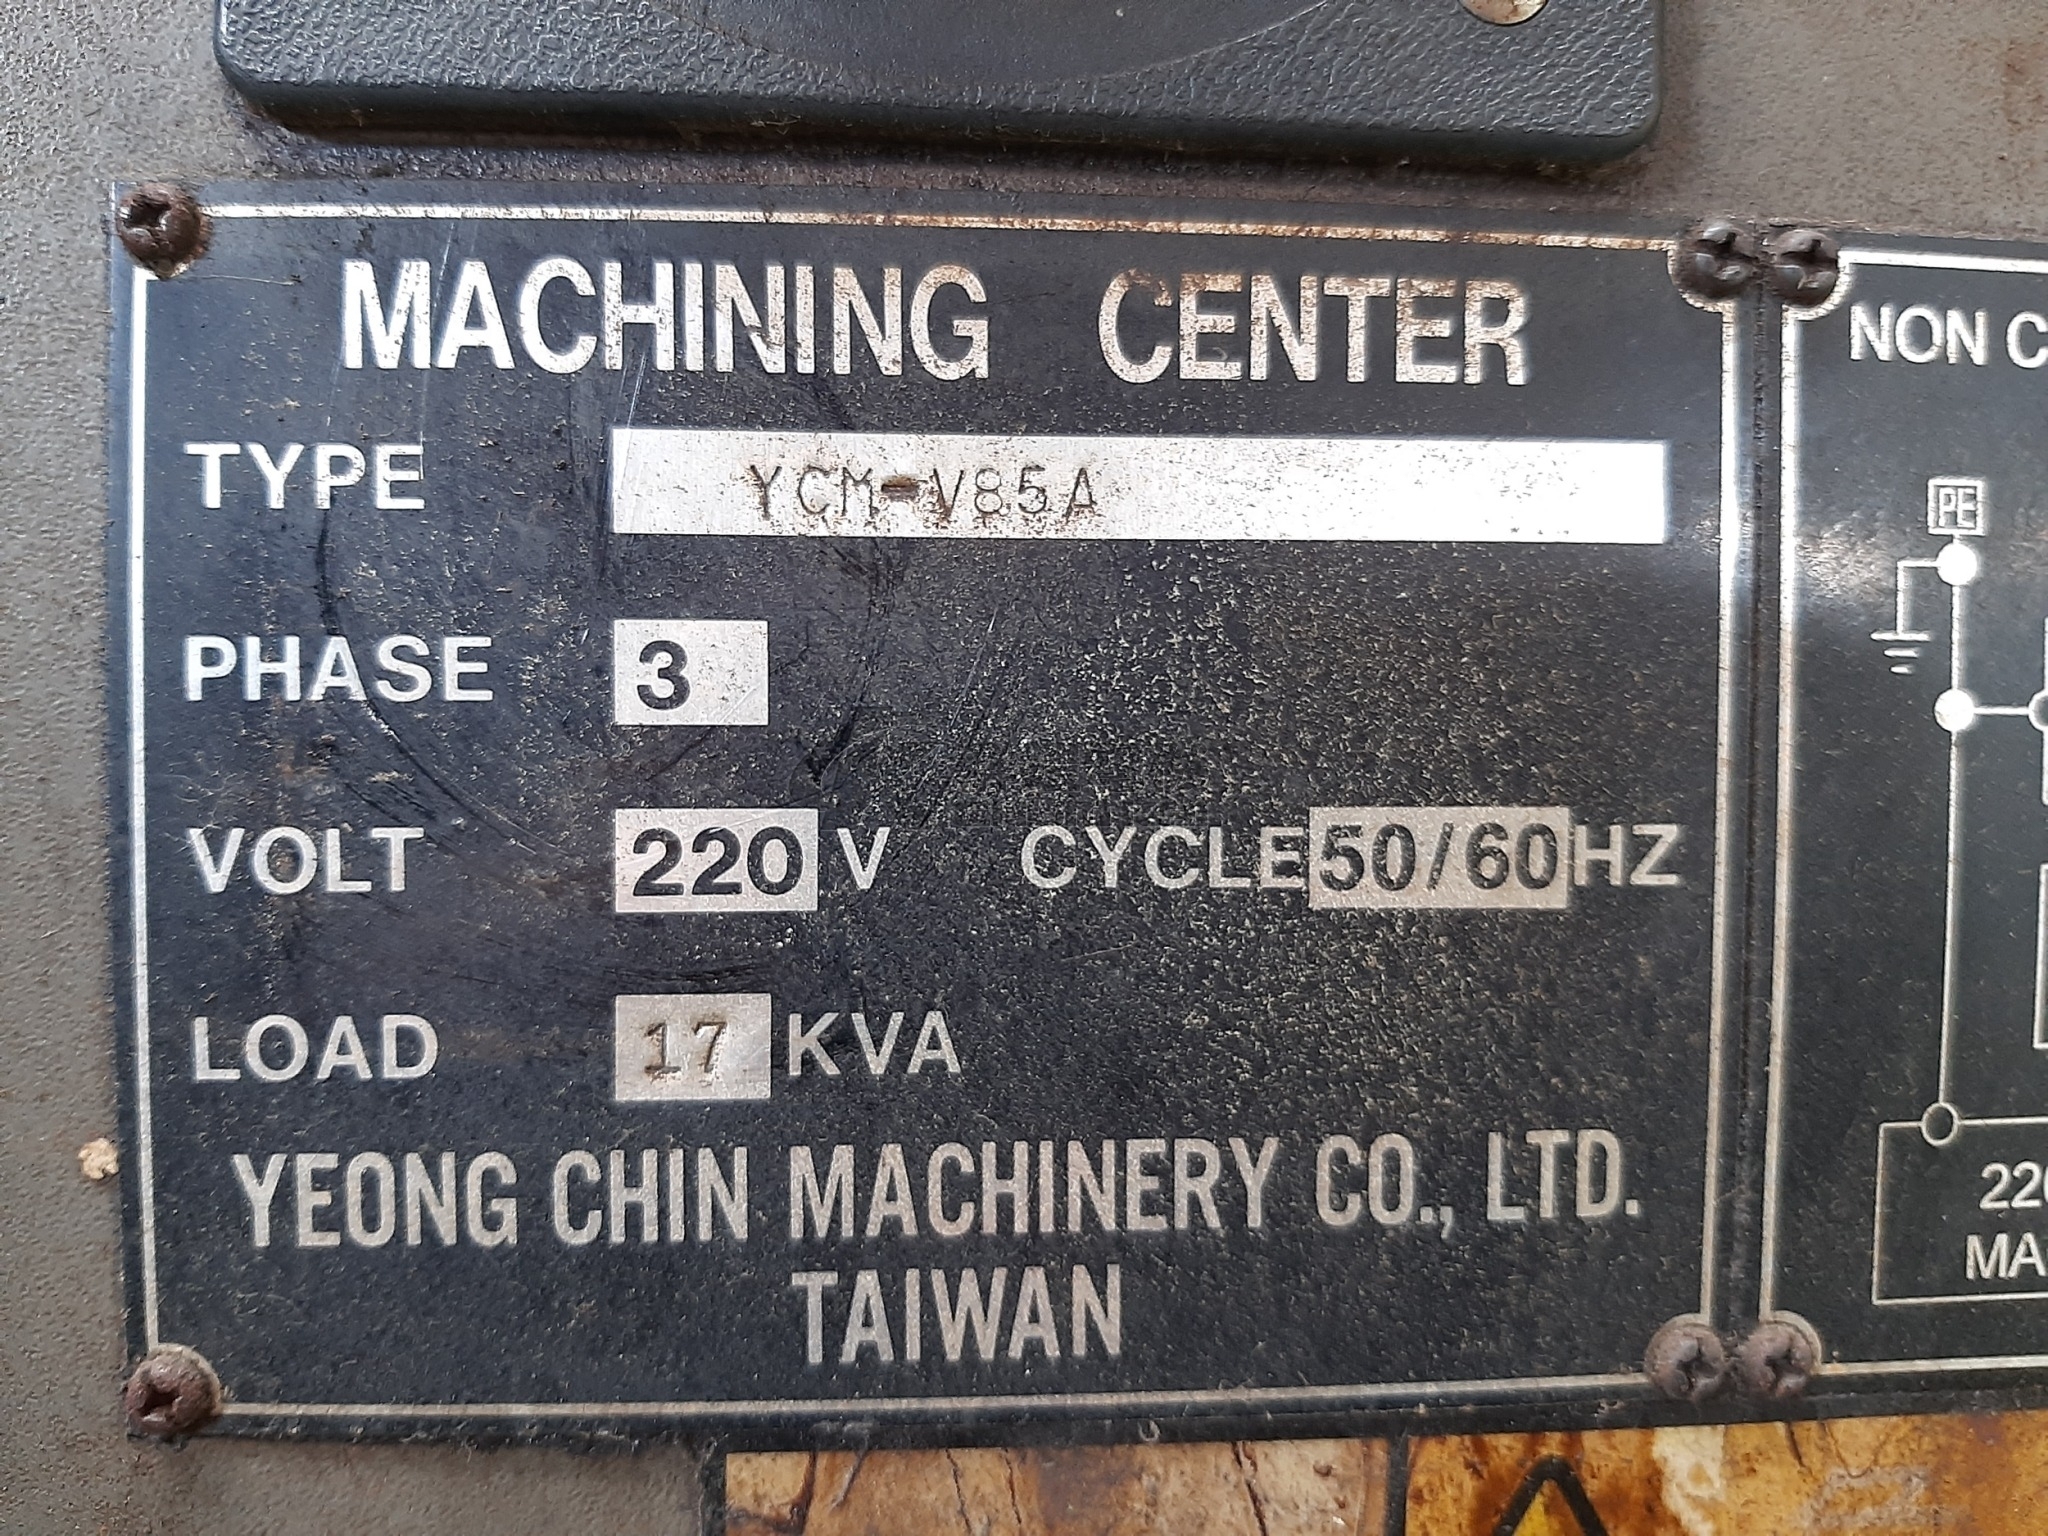 MACHINING CENTER
TYPE YCM-V85A
PHASE 3
VOLT 220 V CYCLE 50/60 HZ
LOAD 17 KVA
YEONG CHIN MACHINERY CO., LTD.
TAIWAN
NON C
PE
220
MA